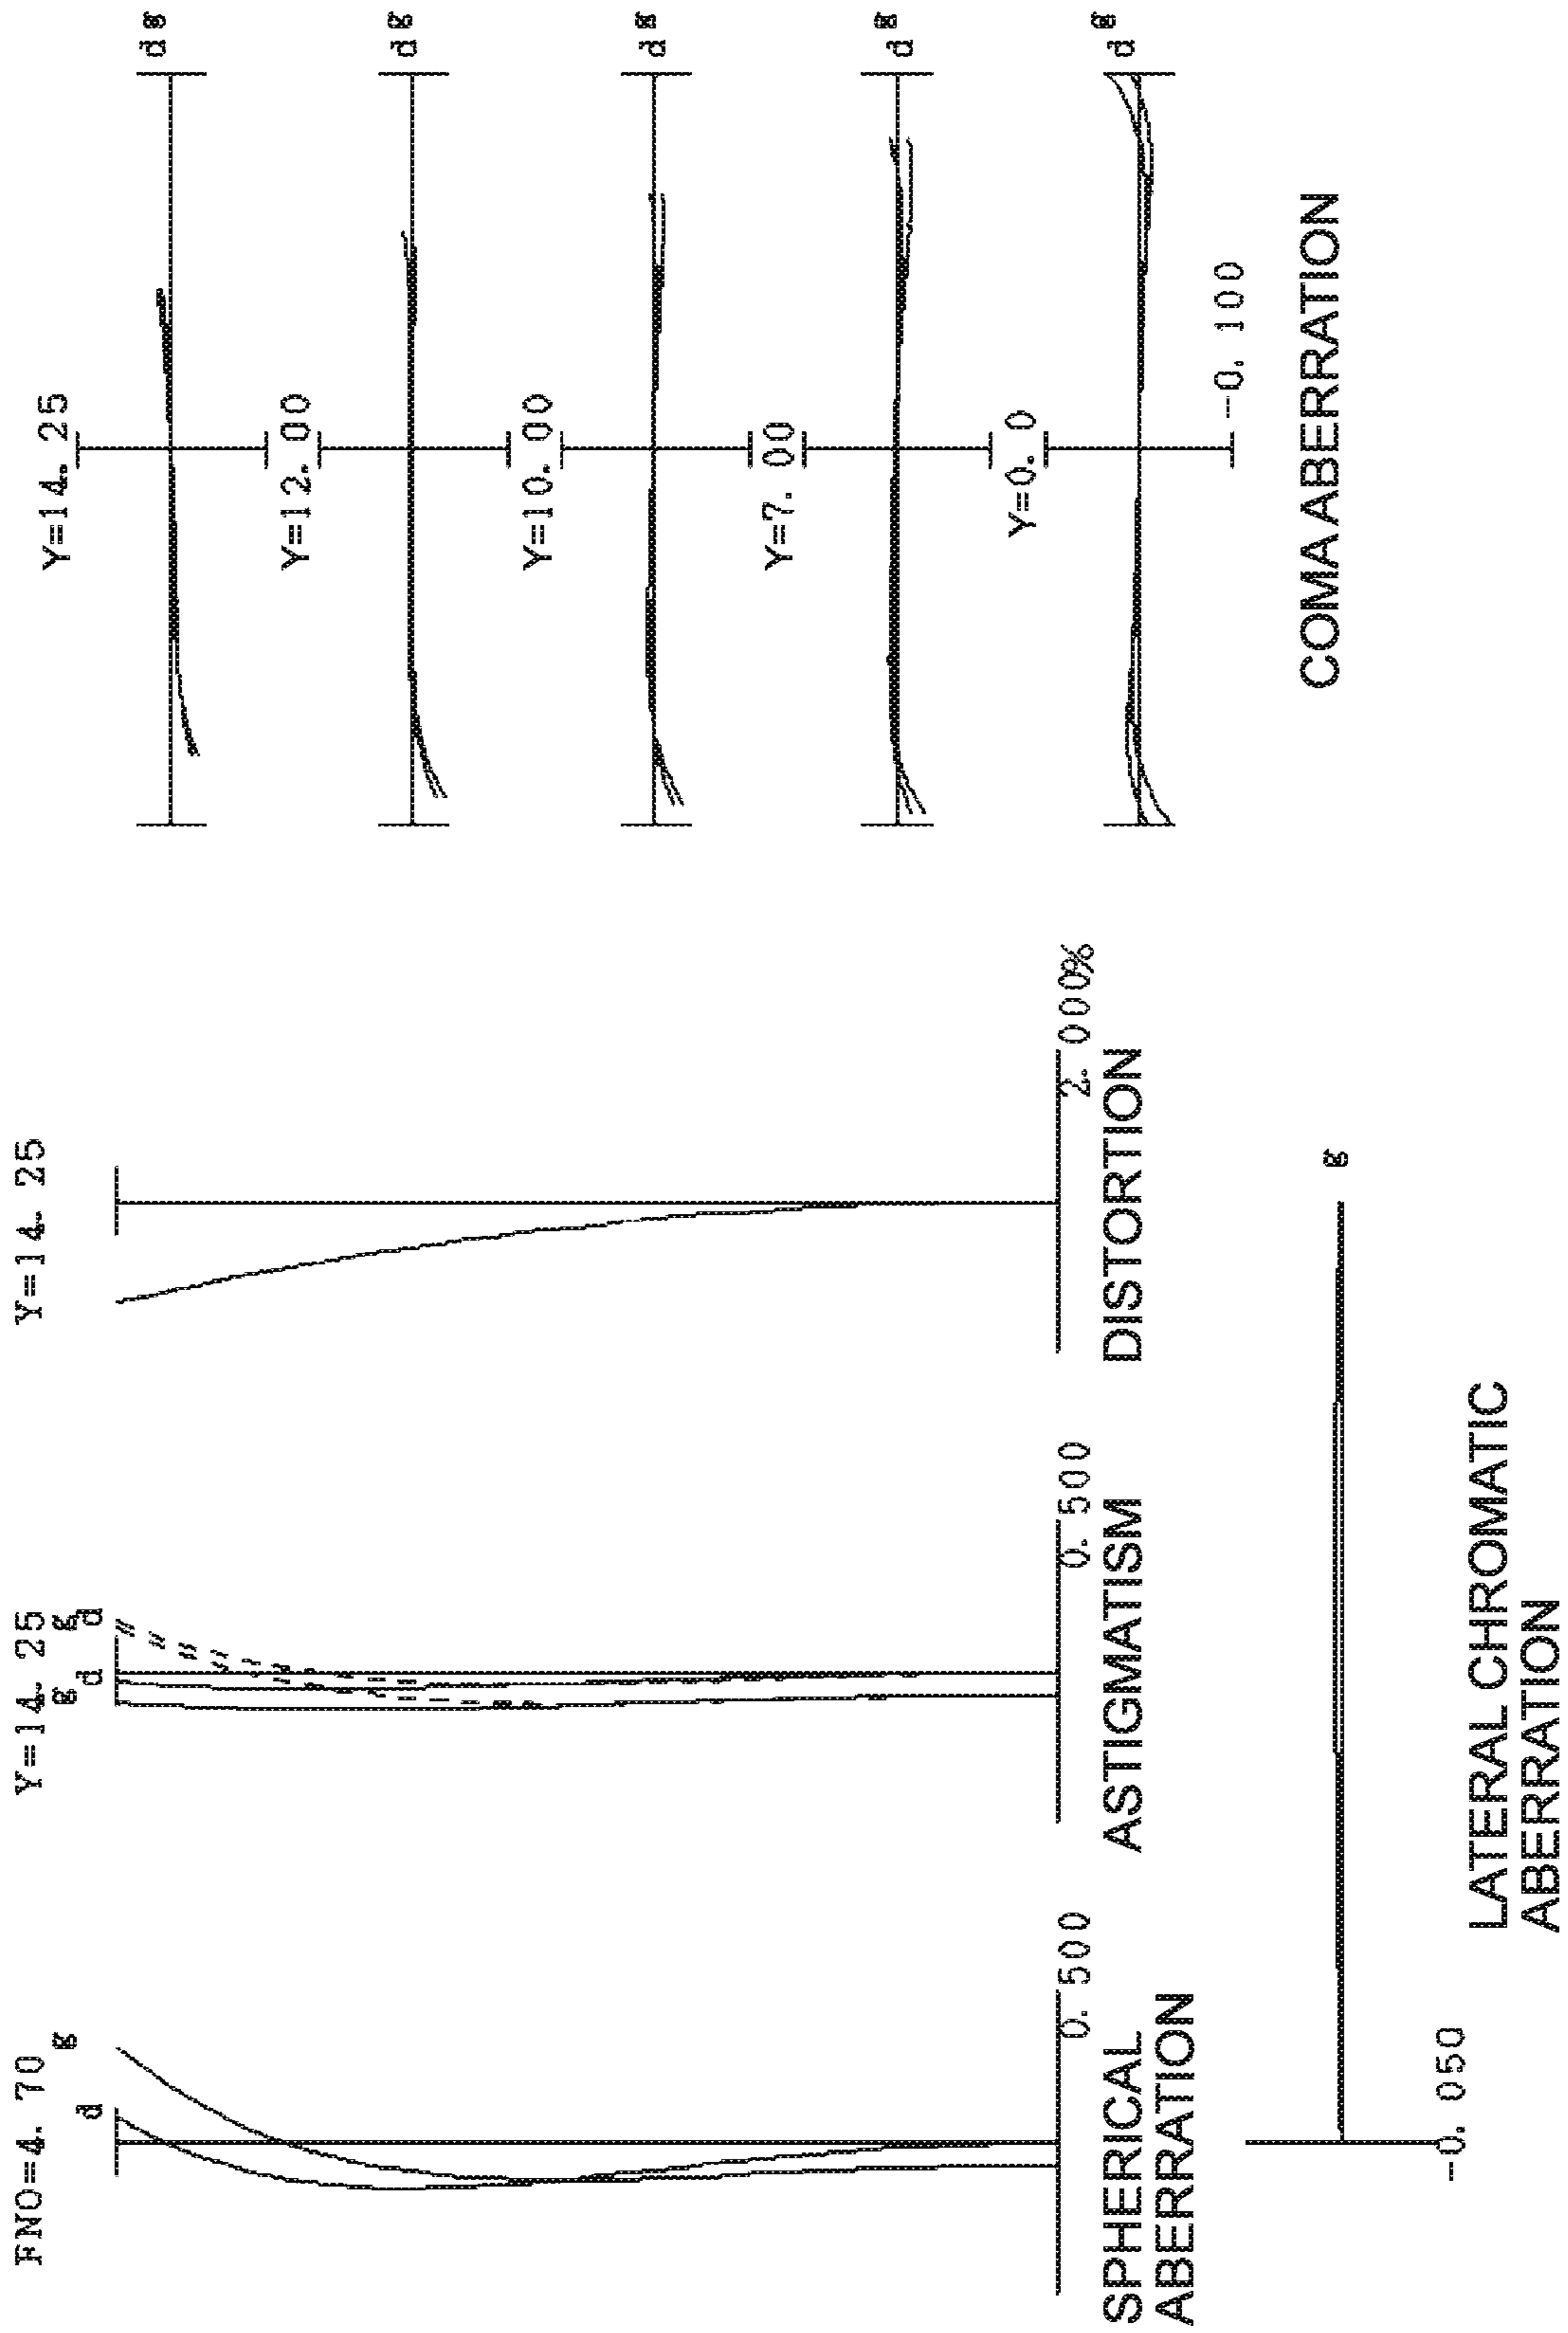 FNO=4. 70
d
g
0. 500
SPHERICAL
ABERRATION
Y=14. 25
g
d
g
d
0. 500
ASTIGMATISM
Y=14. 25
2. 000%
DISTORTION
-0. 050
g
LATERAL CHROMATIC
ABERRATION
Y=14. 25
d g
Y=12. 00
d g
Y=10. 00
d g
Y=7. 00
d g
Y=0. 0
d g
-0. 100
COMA ABERRATION